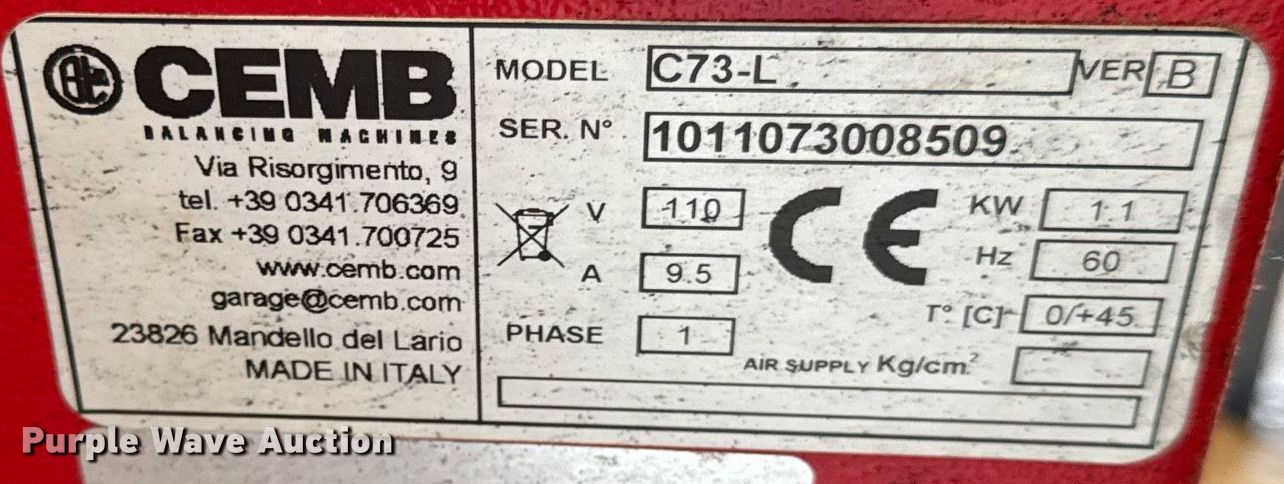 CEMB
BALANCING MACHINES
Via Risorgimento, 9
tel. +39 0341.706369
Fax +39 0341.700725
www.cemb.com
garage@cemb.com
23826 Mandello del Lario
MADE IN ITALY
MODEL C73-L VER B
SER. N° 1011073008509
V 110
A 9.5
PHASE 1
CE
KW 1.1
Hz 60
T° [C] 0/+45
AIR SUPPLY Kg/cm²
Purple Wave Auction